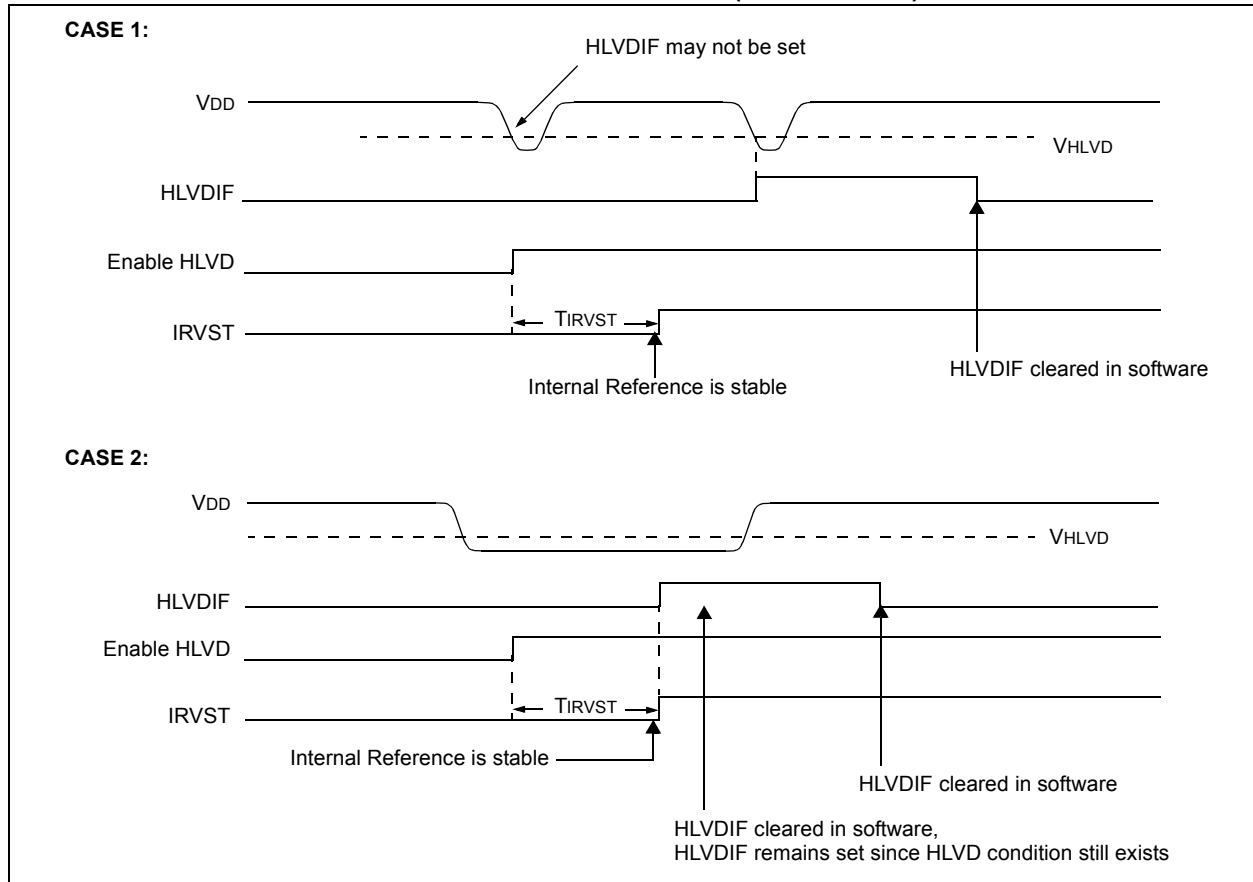 CASE 1:
HLVDIF may not be set
VDD
VHLVD
HLVDIF
Enable HLVD
TIRVST
IRVST
HLVDIF cleared in software
Internal Reference is stable
CASE 2:
VDD
VHLVD
HLVDIF
Enable HLVD
TIRVST
IRVST
Internal Reference is stable
HLVDIF cleared in software
HLVDIF cleared in software,
HLVDIF remains set since HLVD condition still exists